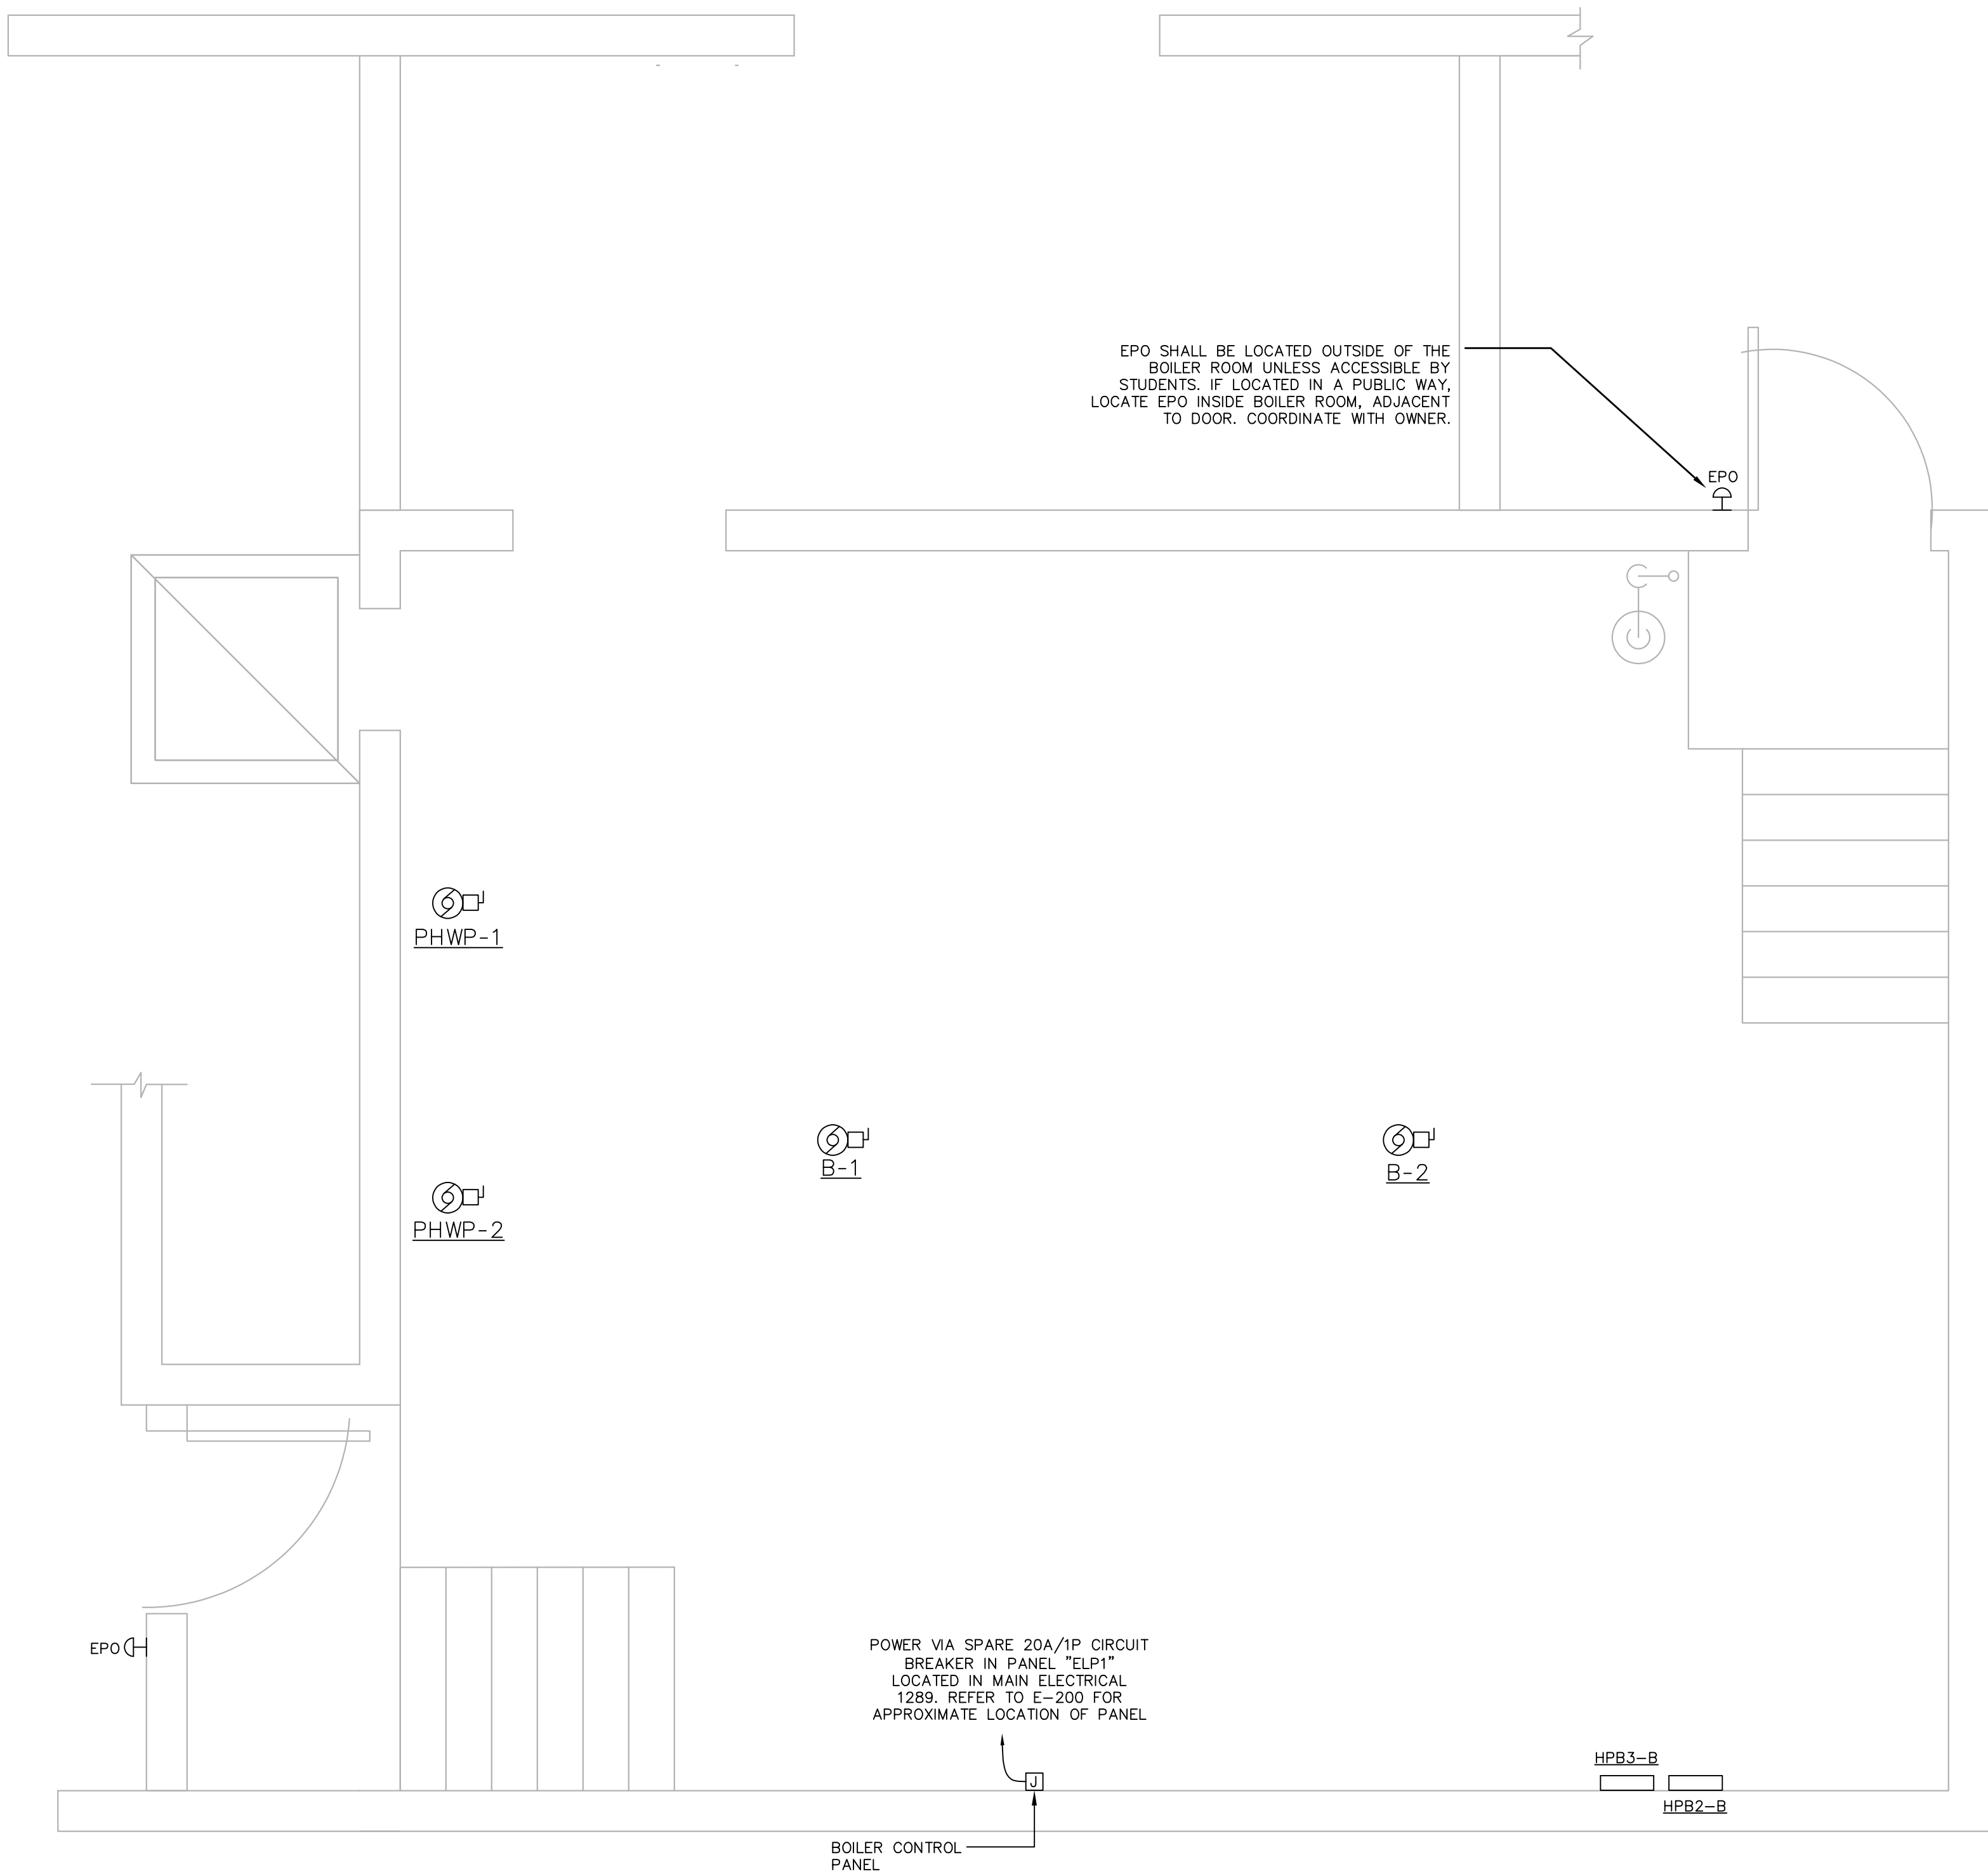 EPO SHALL BE LOCATED OUTSIDE OF THE
BOILER ROOM UNLESS ACCESSIBLE BY
STUDENTS. IF LOCATED IN A PUBLIC WAY,
LOCATE EPO INSIDE BOILER ROOM, ADJACENT
TO DOOR. COORDINATE WITH OWNER.
EPO
PHWP-1
B-1
B-2
PHWP-2
EPO
POWER VIA SPARE 20A/1P CIRCUIT
BREAKER IN PANEL "ELP1"
LOCATED IN MAIN ELECTRICAL
1289. REFER TO E-200 FOR
APPROXIMATE LOCATION OF PANEL
J
HPB3-B
HPB2-B
BOILER CONTROL
PANEL